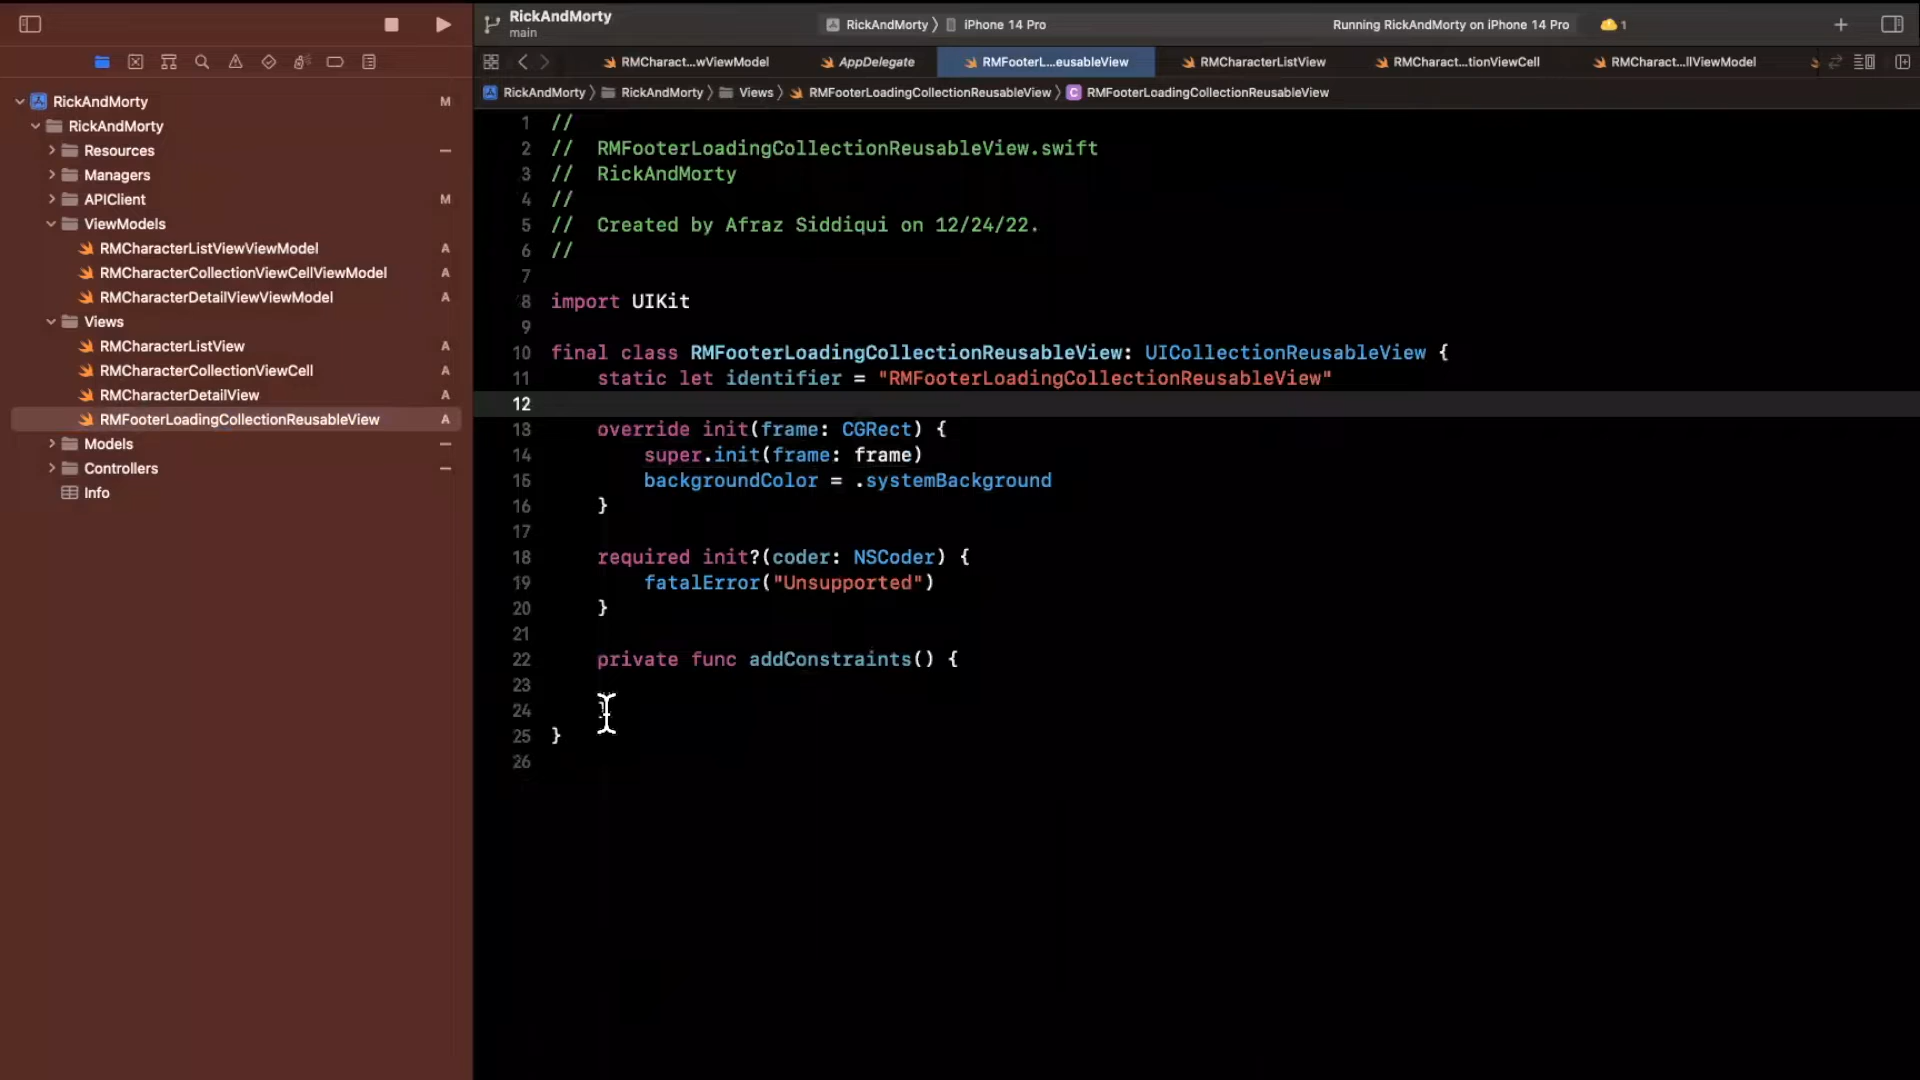 RickAndMorty
main
RickAndMorty
iPhone 14 Pro
Running RickAndMorty on iPhone 14 Pro
1
RMCharact...wViewModel
AppDelegate
RMFooterL...eusableView
RMCharacterListView
RMCharact...tionViewCell
RMCharact...llViewModel
RickAndMorty
RickAndMorty
Views
RMFooterLoadingCollectionReusableView
C RMFooterLoadingCollectionReusableView
RickAndMorty M
RickAndMorty
Resources
Managers
APIClient M
ViewModels
RMCharacterListViewViewModel A
RMCharacterCollectionViewCellViewModel A
RMCharacterDetailViewViewModel A
Views
RMCharacterListView A
RMCharacterCollectionViewCell A
RMCharacterDetailView A
RMFooterLoadingCollectionReusableView A
Models
Controllers
Info
1 //
2 // RMFooterLoadingCollectionReusableView.swift
3 // RickAndMorty
4 //
5 // Created by Afraz Siddiqui on 12/24/22.
6 //
7
8 import UIKit
9
10 final class RMFooterLoadingCollectionReusableView: UICollectionReusableView {
11 static let identifier = "RMFooterLoadingCollectionReusableView"
12
13 override init(frame: CGRect) {
14 super.init(frame: frame)
15 backgroundColor = .systemBackground
16 }
17
18 required init?(coder: NSCoder) {
19 fatalError("Unsupported")
20 }
21
22 private func addConstraints() {
23
24
25 }
26